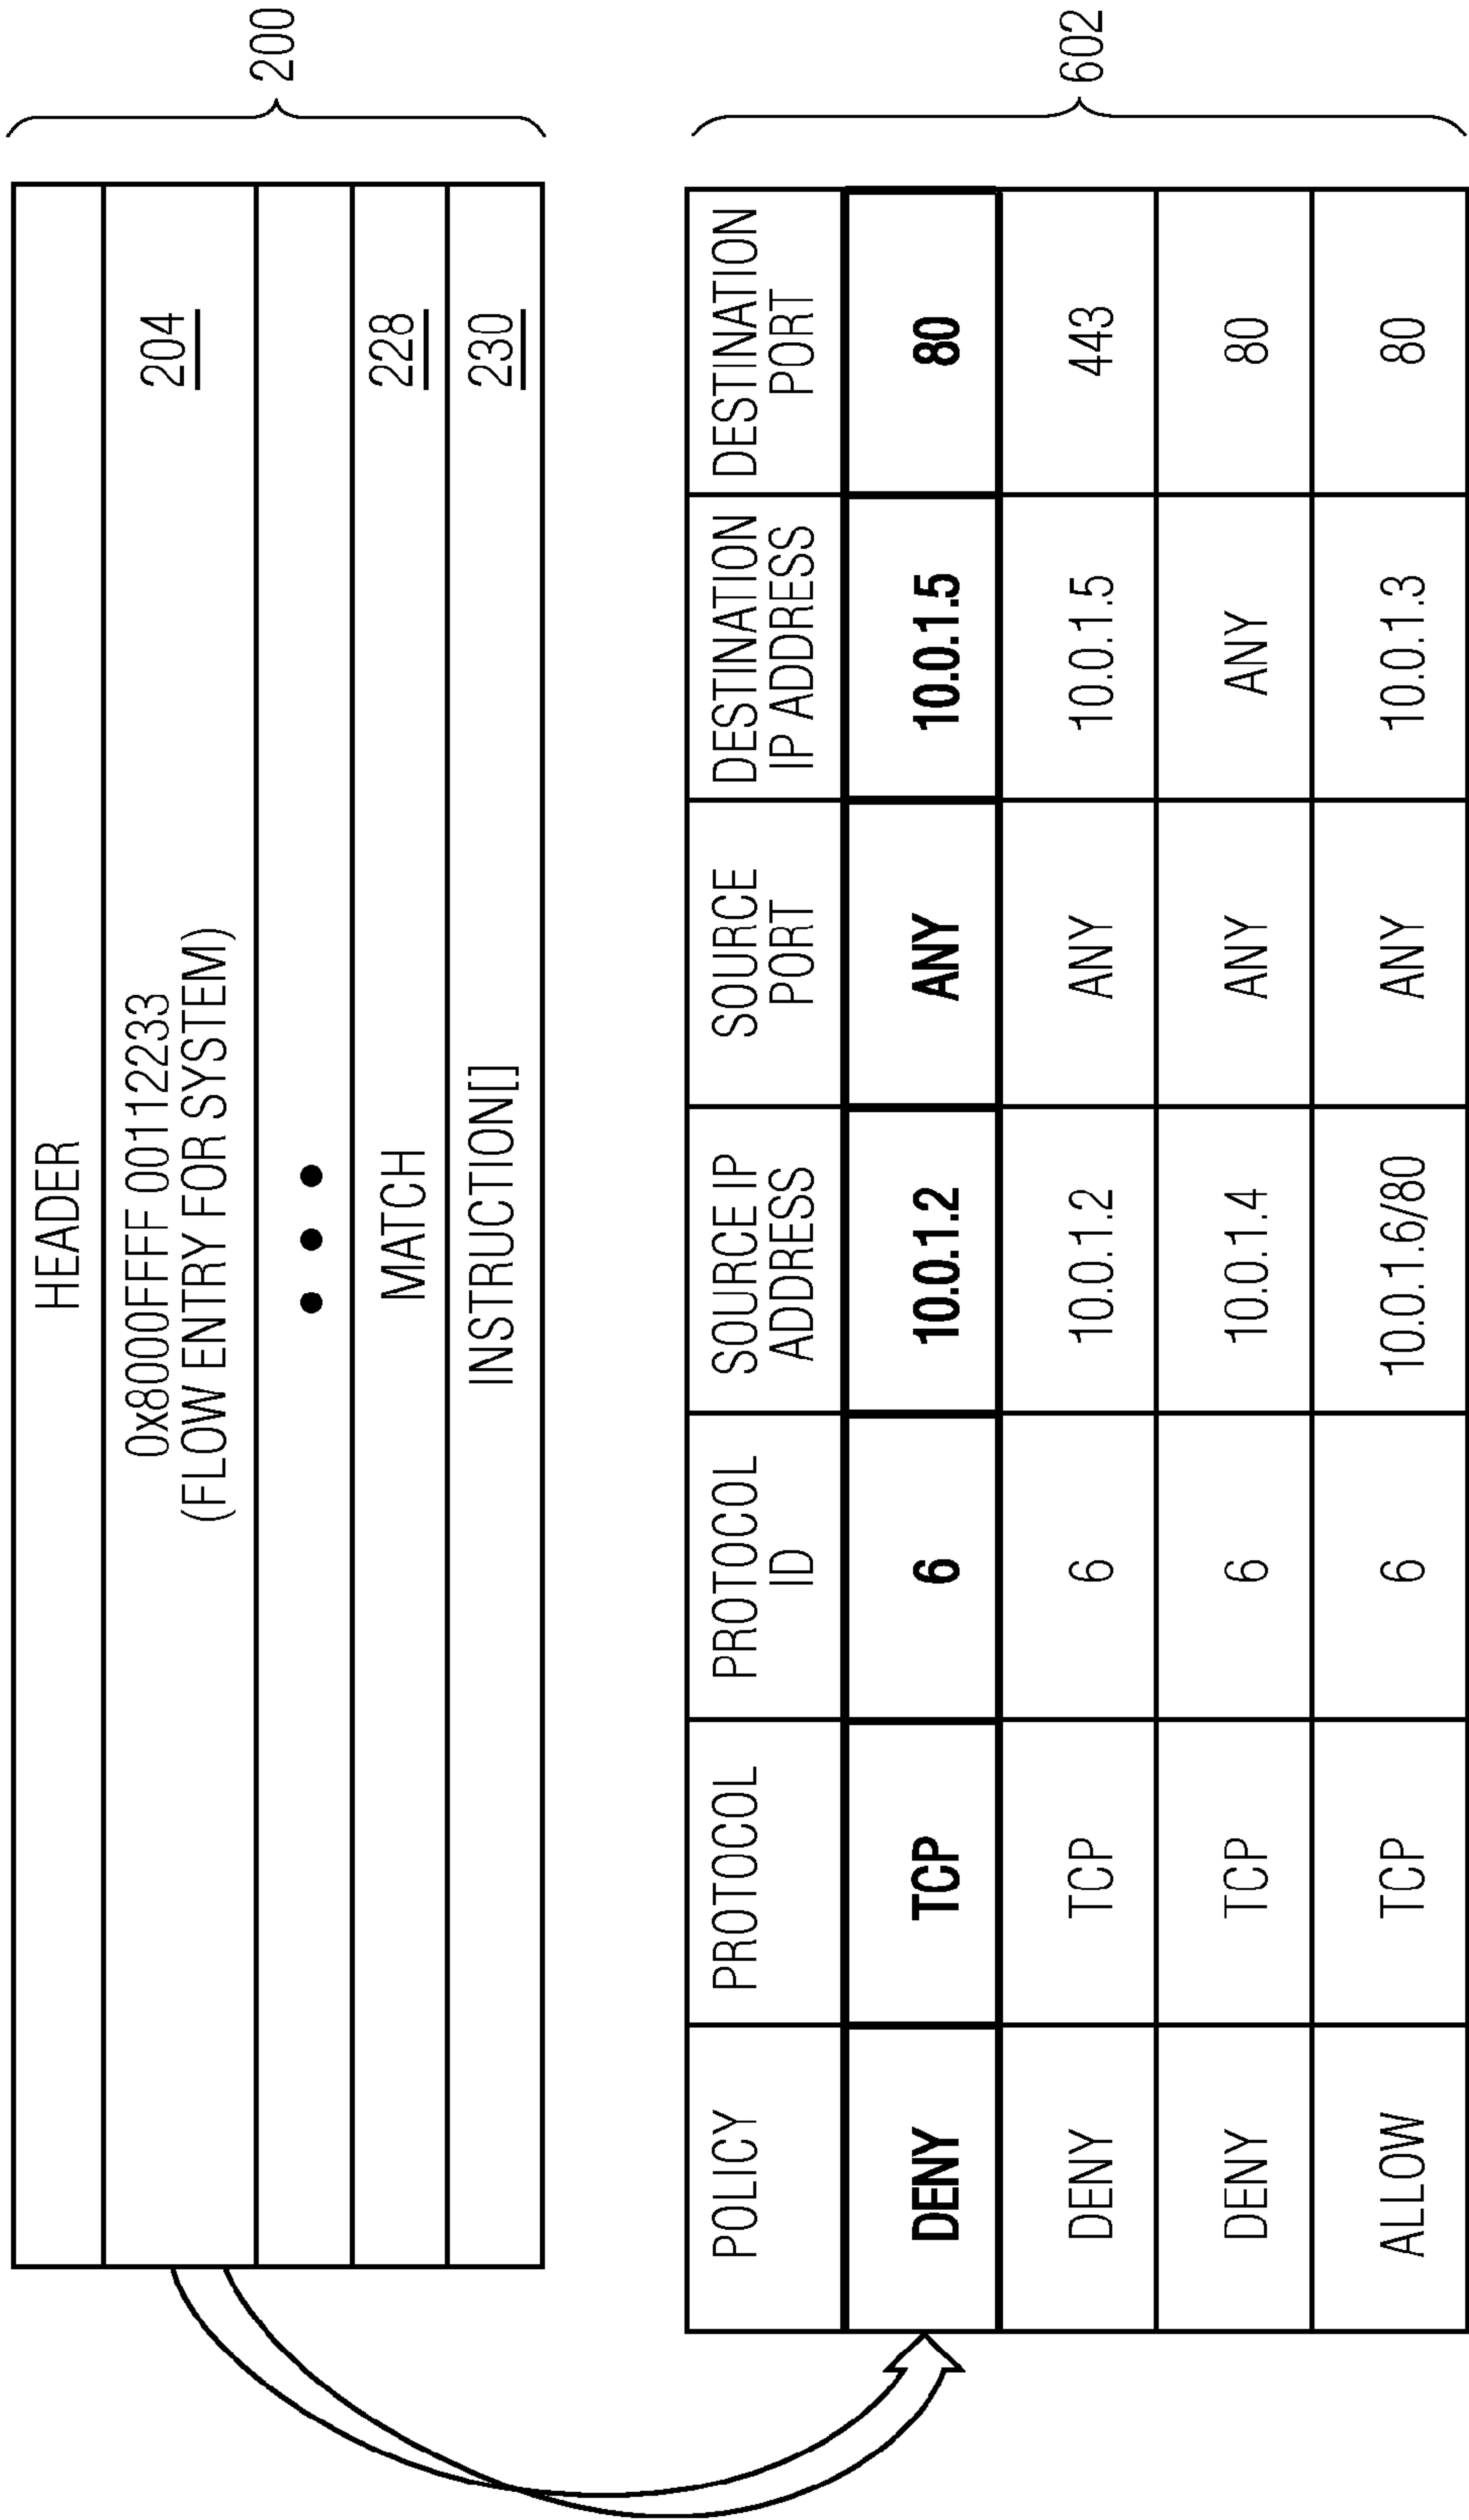 HEADER
0x8000FFFF 00112233
(FLOW ENTRY FOR SYSTEM)
204
MATCH
228
INSTRUCTION[]
230
200
POLICY
PROTOCOL
PROTOCOL
ID
SOURCE IP
ADDRESS
SOURCE
PORT
DESTINATION
IP ADDRESS
DESTINATION
PORT
DENY TCP 6 10.0.1.2 ANY 10.0.1.5 80
DENY TCP 6 10.0.1.2 ANY 10.0.1.5 443
DENY TCP 6 10.0.1.4 ANY ANY 80
ALLOW TCP 6 10.0.1.6/80 ANY 10.0.1.3 80
602